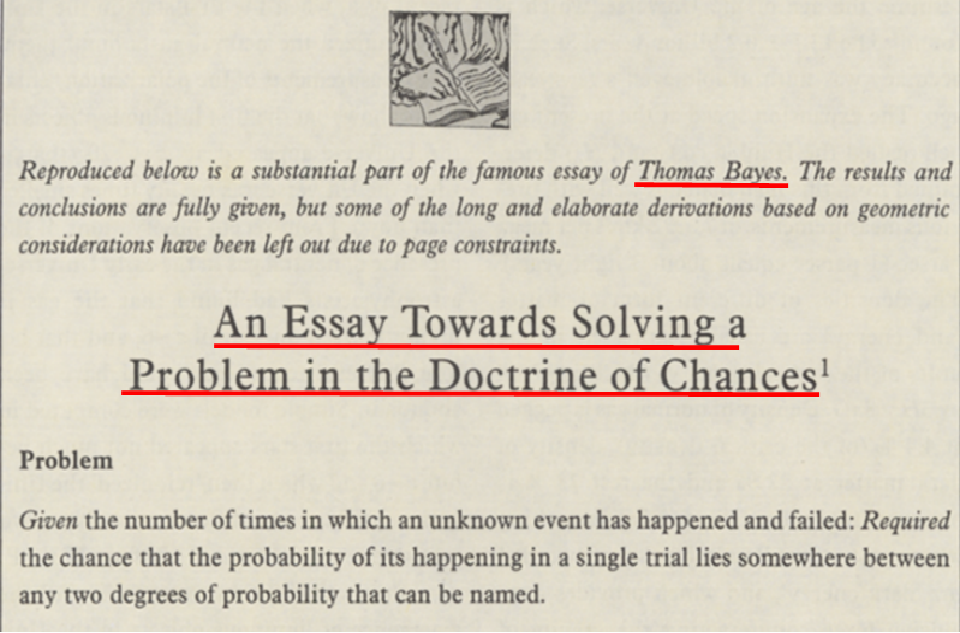 Reproduced below is a substantial part of the famous essay of Thomas Bayes. The results and
conclusions are fully given, but some of the long and elaborate derivations based on geometric
considerations have been left out due to page constraints.
An Essay Towards Solving a
Problem in the Doctrine of Chances¹
Problem
Given the number of times in which an unknown event has happened and failed: Required
the chance that the probability of its happening in a single trial lies somewhere between
any two degrees of probability that can be named.